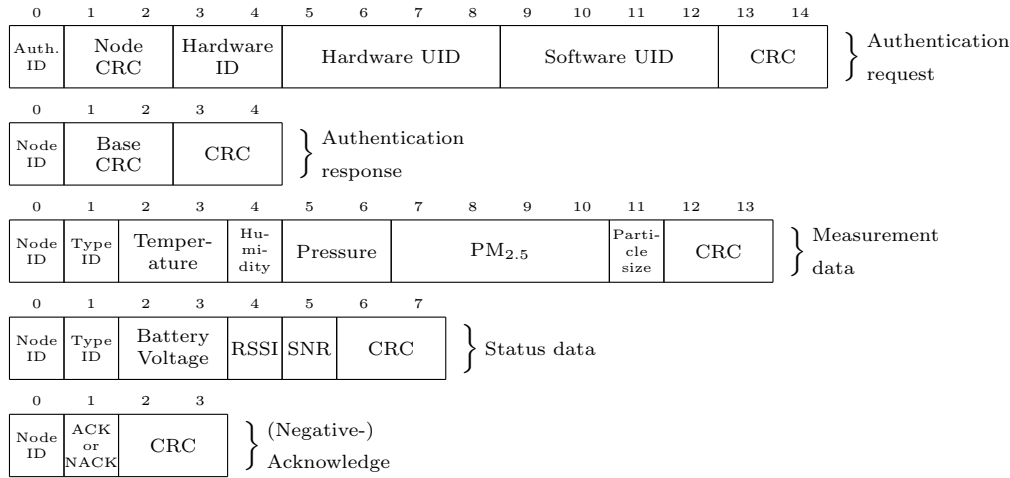 0 1 2 3 4 5 6 7 8 9 10 11 12 13 14
Auth. ID
Node CRC
Hardware ID
Hardware UID
Software UID
CRC
Authentication
request
0 1 2 3 4
Node ID
Base CRC
CRC
Authentication
response
0 1 2 3 4 5 6 7 8 9 10 11 12 13
Node ID
Type ID
Temper-
ature
Hu-
mi-
dity
Pressure
PM2.5
Parti-
cle
size
CRC
Measurement
data
0 1 2 3 4 5 6 7
Node ID
Type ID
Battery
Voltage
RSSI
SNR
CRC
Status data
0 1 2 3
Node ID
ACK
or
NACK
CRC
(Negative-)
Acknowledge